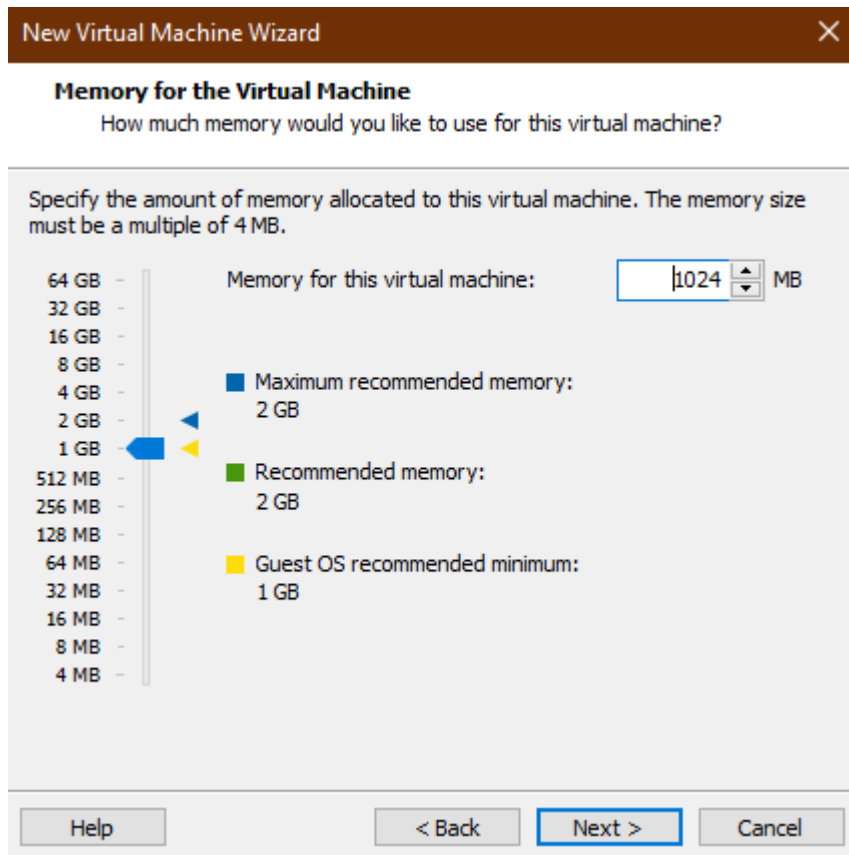 New Virtual Machine Wizard
Memory for the Virtual Machine
How much memory would you like to use for this virtual machine?
Specify the amount of memory allocated to this virtual machine. The memory size
must be a multiple of 4 MB.
64 GB
32 GB
16 GB
8 GB
4 GB
2 GB
1 GB
512 MB
256 MB
128 MB
64 MB
32 MB
16 MB
8 MB
4 MB
Memory for this virtual machine: 1024 MB
Maximum recommended memory:
2 GB
Recommended memory:
2 GB
Guest OS recommended minimum:
1 GB
Help < Back Next > Cancel